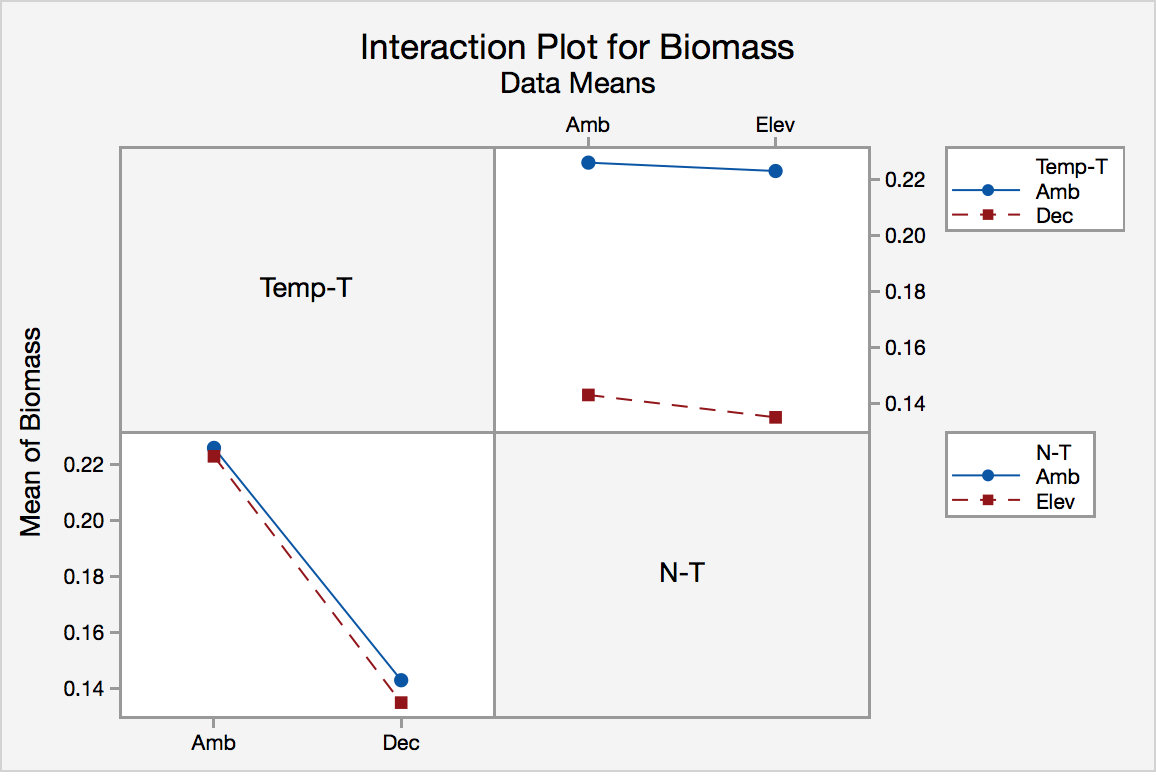 Interaction Plot for Biomass
Data Means
Amb Elev
Temp-T
0.22
0.20
0.18
0.16
0.14
Temp-T
Amb
Dec
Mean of Biomass
0.22
0.20
0.18
0.16
0.14
N-T
N-T
Amb
Elev
Amb Dec